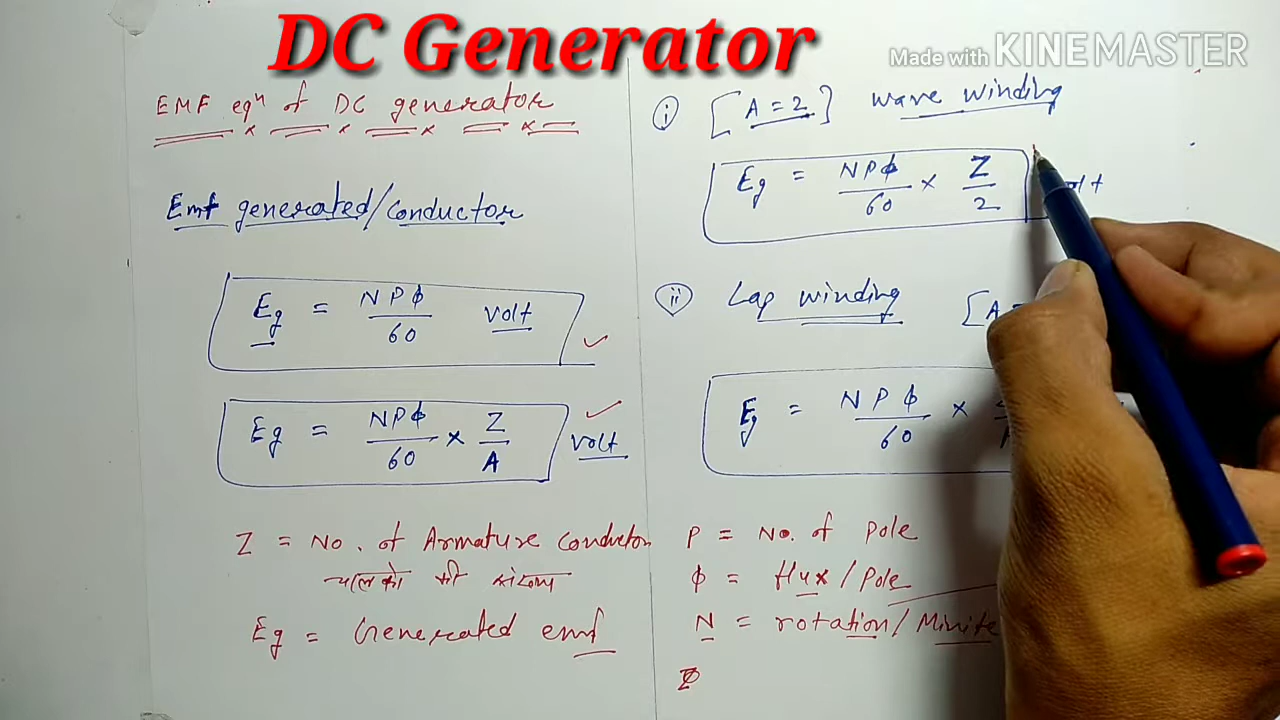 DC Generator
Made with KINEMASTER
EMF eqⁿ of DC generator
Emf generated/Conductor
Eg = NPϕ/60 volt
Eg = NPϕ/60 × Z/A volt
Z = No. of Armature Conductor
चालको की संख्या
Eg = Generated emf
(i) [A = 2] wave winding
Eg = NPϕ/60 × Z/2
(ii) Lap winding [A =
Eg = NPϕ/60 ×
P = No. of pole
ϕ = flux/Pole
N = rotation/Minite